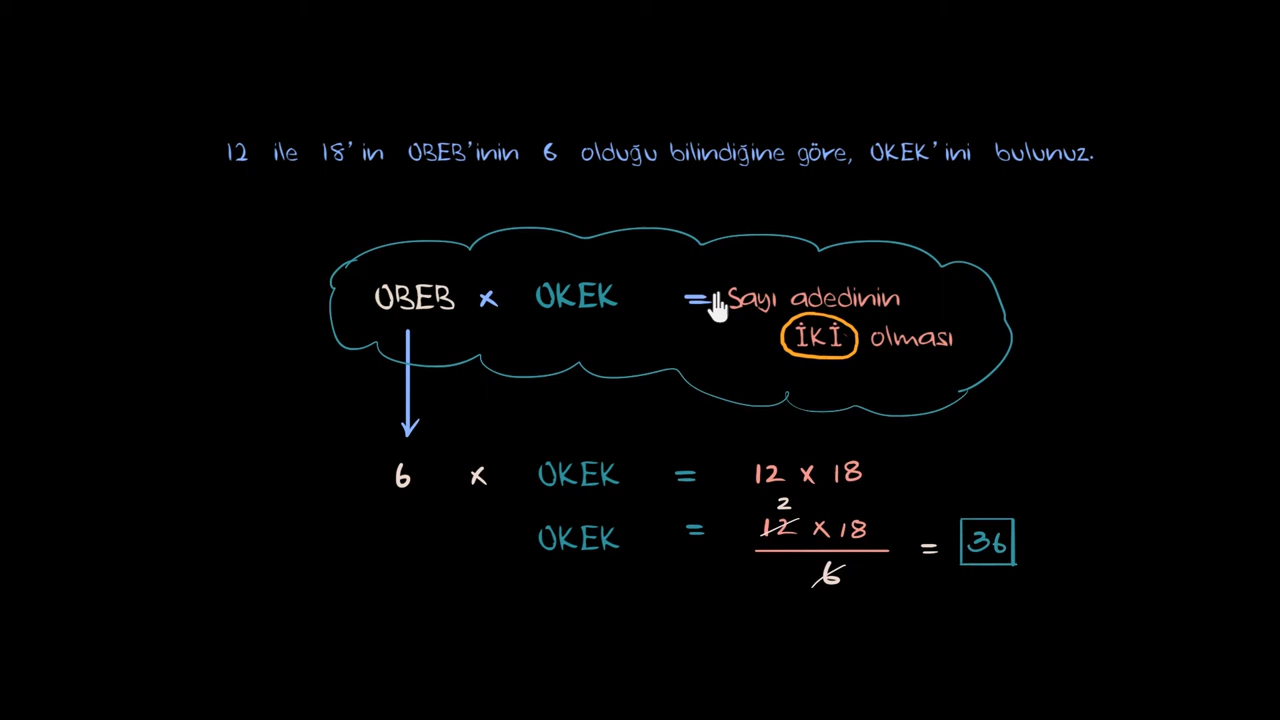 12 ile 18'in OBEB'inin 6 olduğu bilindiğine göre, OKEK'ini bulunuz.
OBEB x OKEK = Sayı adedinin
İKİ olması
6 x OKEK = 12 x 18
2
OKEK = 12 x 18 = 36
6